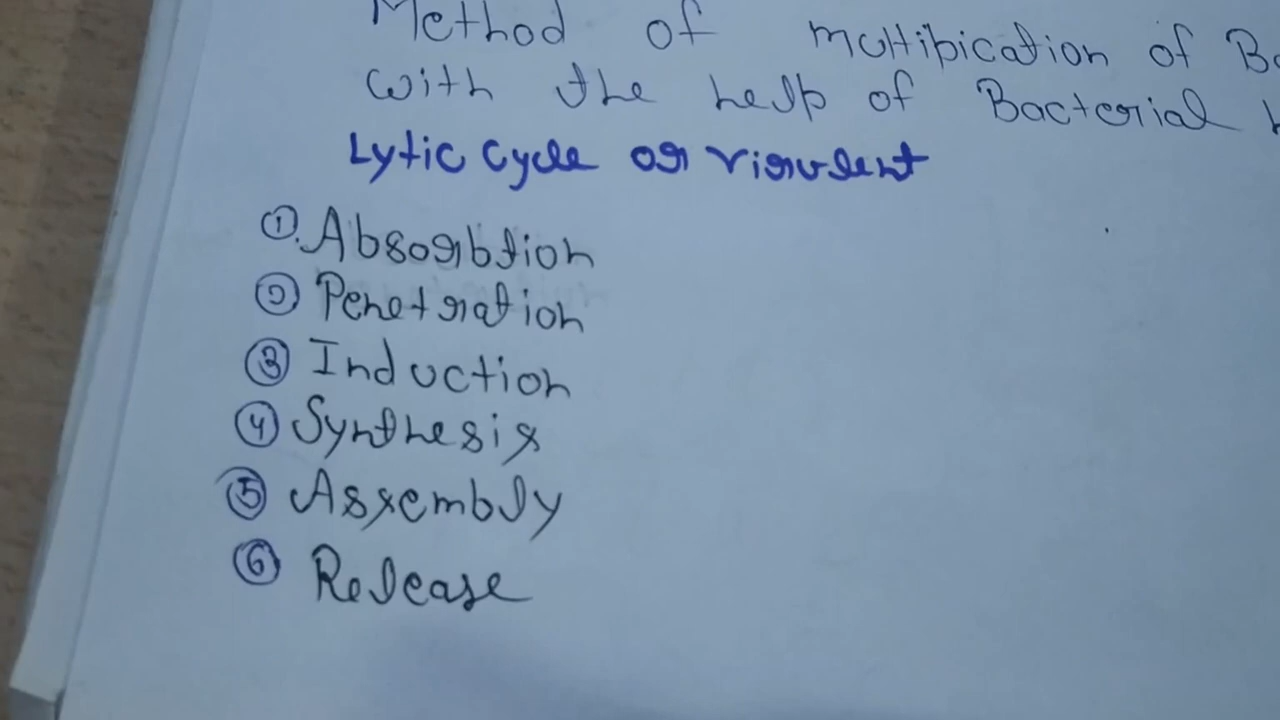 Method of multipication of
with the help of Bacterial
Lytic Cycle or virulent
① Absorbtion
② Penetration
③ Induction
④ Synthesis
⑤ Assembly
⑥ Release